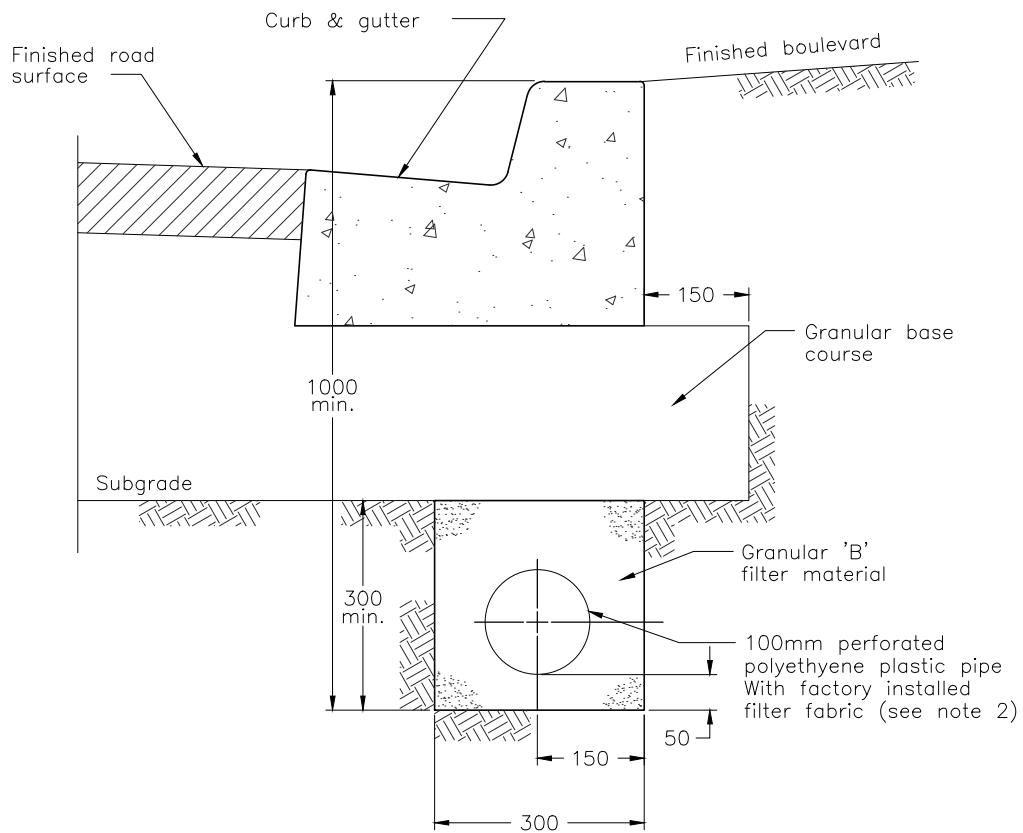 Curb & gutter
Finished road
surface
Finished boulevard
150
Granular base
course
1000
min.
Subgrade
Granular 'B'
filter material
300
min.
100mm perforated
polyethyene plastic pipe
With factory installed
filter fabric (see note 2)
50
150
300